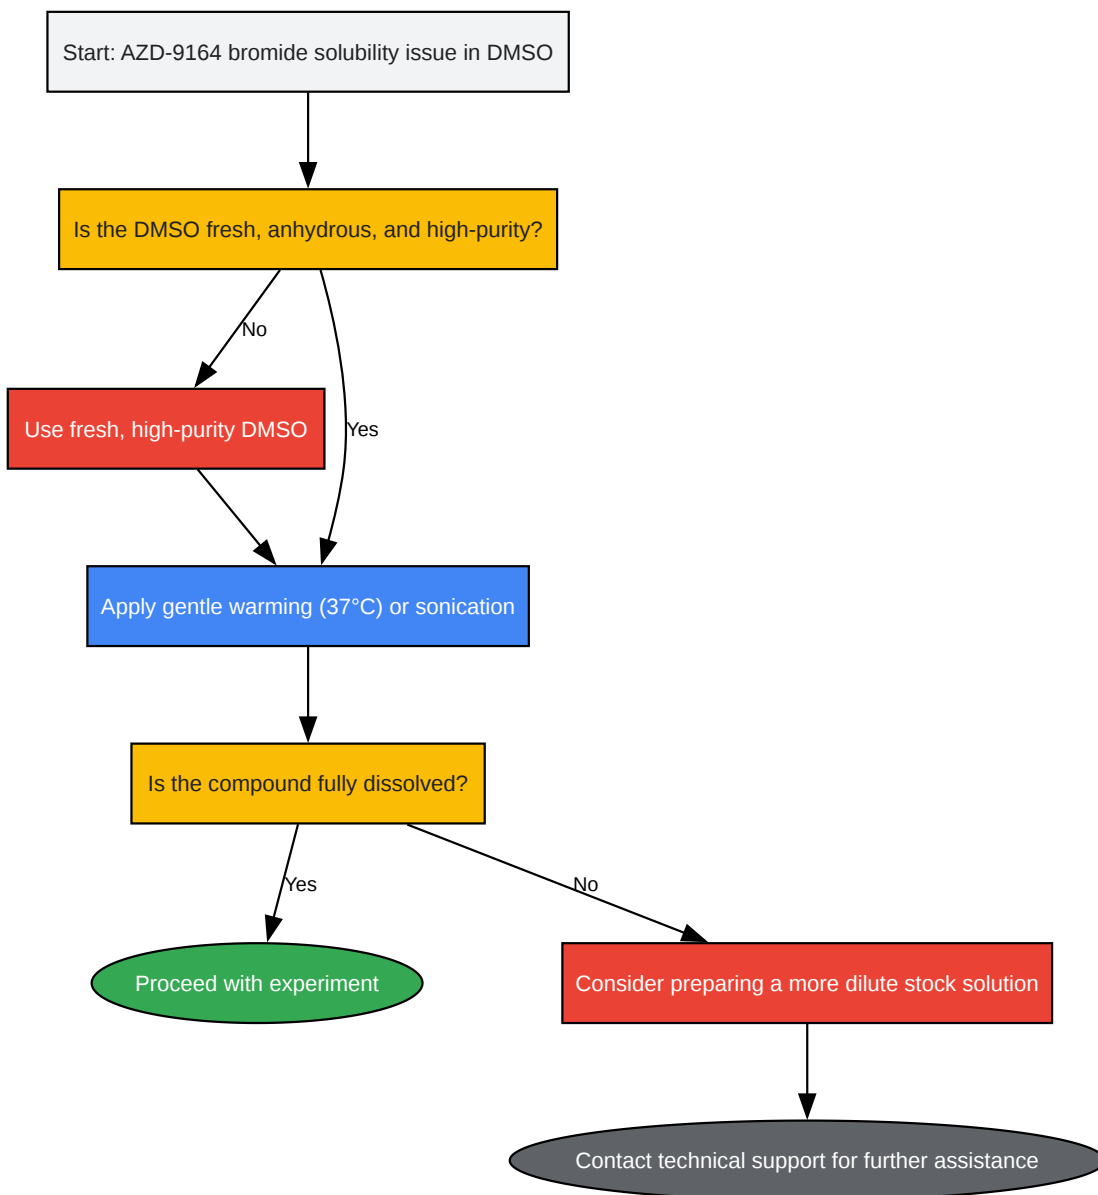 Start: AZD-9164 bromide solubility issue in DMSO
Is the DMSO fresh, anhydrous, and high-purity?
No
Use fresh, high-purity DMSO
Yes
Apply gentle warming (37°C) or sonication
Is the compound fully dissolved?
Yes
No
Proceed with experiment
Consider preparing a more dilute stock solution
Contact technical support for further assistance